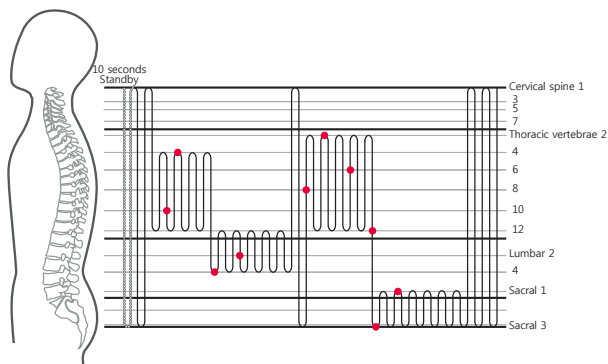 10 seconds
Standby
Cervical spine 1
3
5
7
Thoracic vertebrae 2
4
6
8
10
12
Lumbar 2
4
Sacral 1
Sacral 3